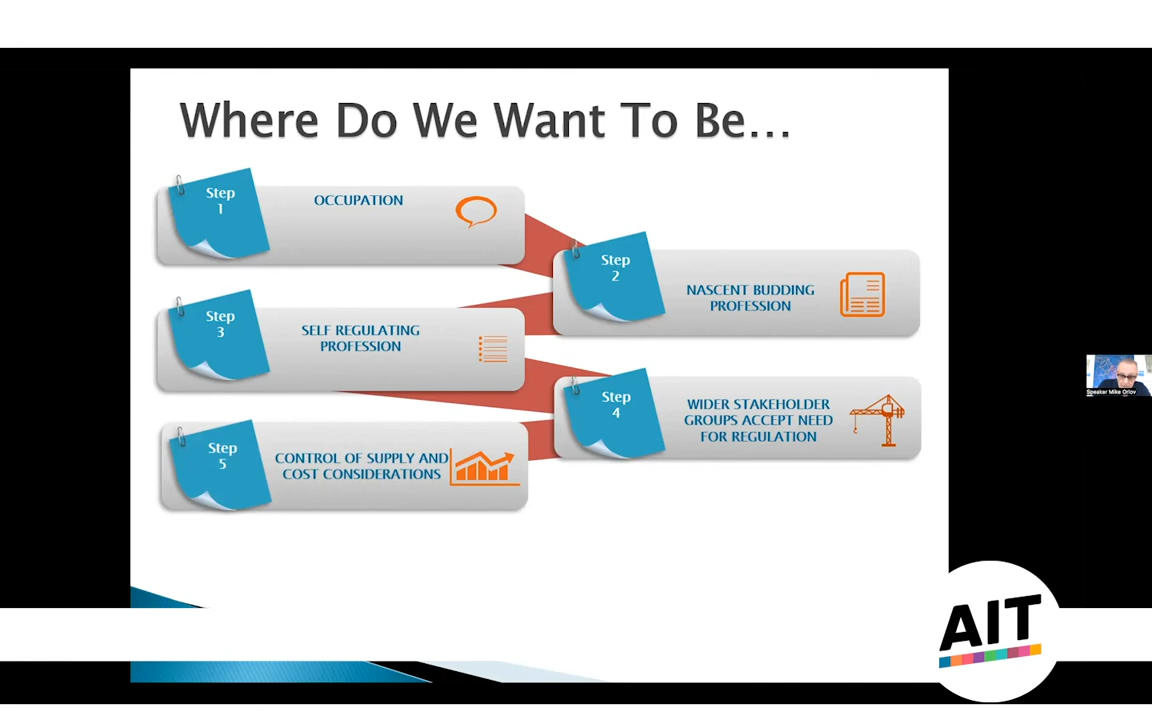 Where Do We Want To Be...
Step
1
OCCUPATION
Step
2
NASCENT BUDDING
PROFESSION
Step
3
SELF REGULATING
PROFESSION
Step
4
WIDER STAKEHOLDER
GROUPS ACCEPT NEED
FOR REGULATION
Step
5
CONTROL OF SUPPLY AND
COST CONSIDERATIONS
Speaker Mike Orlov
AIT